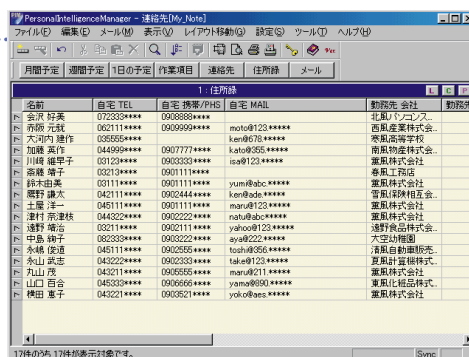 PersonalIntelligenceManager - 連絡先[My_Note]
ファイル(F) 編集(E) メール(M) 表示(V) レイアウト移動(G) 設定(S) ツール(T) ヘルプ(H)
月間予定 週間予定 1日の予定 作業項目 連絡先 住所緑 メール
1 : 住所緑 L C P
名前 自宅 TEL 自宅 携帯/PHS 自宅 MAIL 勤務先 会社 勤務先
会沢 好美 072333**** 0908888**** 北風パソコンス...
赤阪 元就 062111**** 0909999**** moto@123.***** 西風産業株式会...
大河内 建作 035555**** ken@678.***** 寒風高等学校
加藤 英作 044999**** 0907777**** kato@355.***** 南風物産株式会...
川崎 維早子 03123**** 0903333**** isa@123.***** 薫風株式会社
斎藤 靖子 03213**** 0901111**** 春風工務店
鈴木由美 03111**** 0901111**** yumi@abc.***** 薫風株式会社
鷹野 謙太 042111**** 0902444**** ken@ade.***** 雪風保険相互会...
土屋 洋一 045111**** 0901111**** maru@123.***** 薫風株式会社
津村 奈津枝 044322**** 0902222**** natu@abc***** 薫風株式会社
遠野 靖治 03211**** 0902111**** yahoo@123.***** 遠野食品株式会...
中島 絢子 082333**** 0903222**** aya@222.***** 大空幼稚園
永嶋 俊道 045111**** 0902555**** toshi@356.***** 清風自動車販売...
永山 武志 043222**** 0902333**** take@123.***** 夏風計算機株式...
丸山 茂 043211**** 0905555**** maru@211.***** 薫風株式会社
山口 百合 045333**** 0906666**** yama@890.***** 東風化粧品株式...
横田 恵子 043221**** 0903521**** yoko@aes.***** 薫風株式会社
17件のうち 17件が表示対象です。 Sync